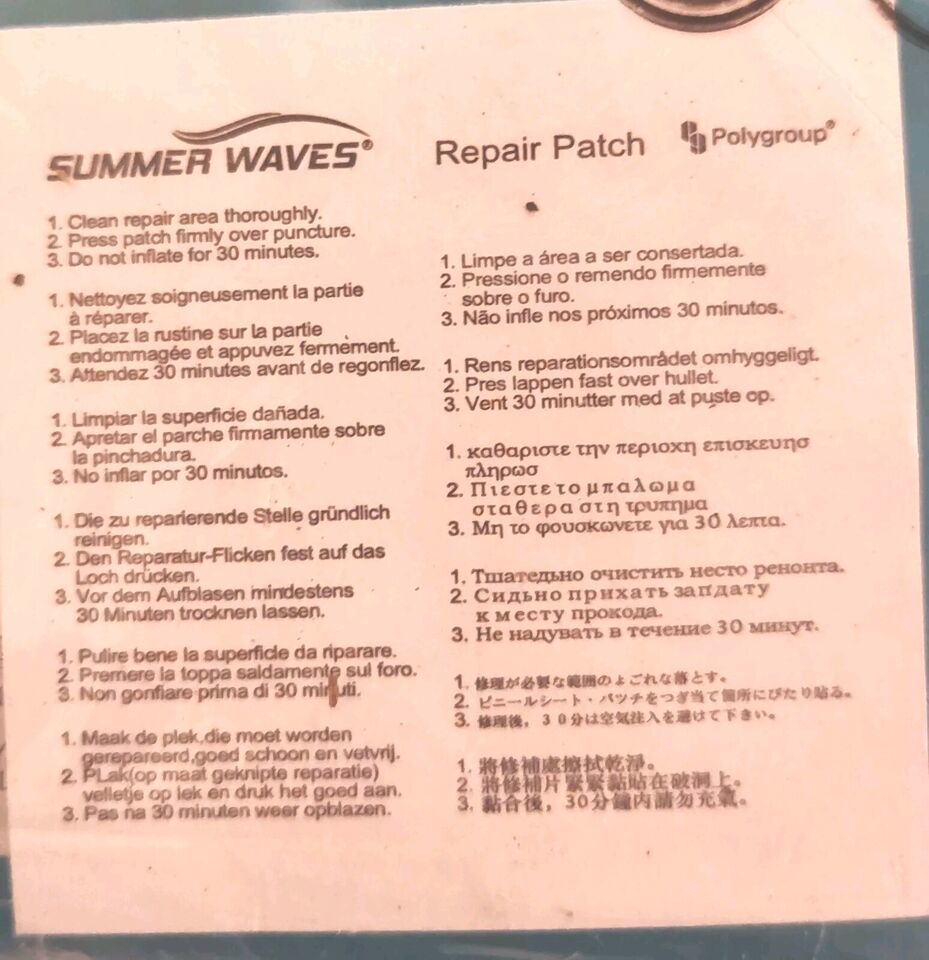 SUMMER WAVES®
Repair Patch
Polygroup®
1. Clean repair area thoroughly.
2. Press patch firmly over puncture.
3. Do not inflate for 30 minutes.
1. Nettoyez soigneusement la partie
à réparer.
2. Placez la rustine sur la partie
endommagée et appuvez fermement.
3. Attendez 30 minutes avant de regonflez.
1. Limpiar la superficie dañada.
2. Apretar el parche firmamente sobre
la pinchadura.
3. No inflar por 30 minutos.
1. Die zu reparierende Stelle gründlich
reinigen.
2. Den Reparatur-Flicken fest auf das
Loch drücken.
3. Vor dem Aufblasen mindestens
30 Minuten trocknen lassen.
1. Pulire bene la superficie da riparare.
2. Premere la toppa saldamente sul foro.
3. Non gonfiare prima di 30 minuti.
1. Maak de plek,die moet worden
gerepareerd,goed schoon en vetvrij.
2. PLak(op maat geknipte reparatie)
velletje op lek en druk het goed aan.
3. Pas na 30 minuten weer opblazen.
1. Limpe a área a ser consertada.
2. Pressione o remendo firmemente
sobre o furo.
3. Não infle nos próximos 30 minutos.
1. Rens reparationsområdet omhyggeligt.
2. Pres lappen fast over hullet.
3. Vent 30 minutter med at puste op.
1. καθαριστε την περιοχη επισκευησ
πληρωσ
2. Πιεστε το μπαλωμα
σταθερα στη τρυπημα
3. Μη το φουσκωνετε για 30 λεπτα.
1. Тшатедьно очистить несто ренонта.
2. Сидьно прихать запдату
к месту прокода.
3. Не надувать в течение 30 минут.
1. 修理が必要な範囲のよごれな落とす。
2. ビニールシート・パツチをつぎ当て箇所にぴたり貼る。
3. 修理後，30分は空気注入を避けて下さい。
1. 將修補處擦拭乾淨。
2. 將修補片緊緊黏貼在破洞上。
3. 黏合後，30分鐘內請勿充氣。